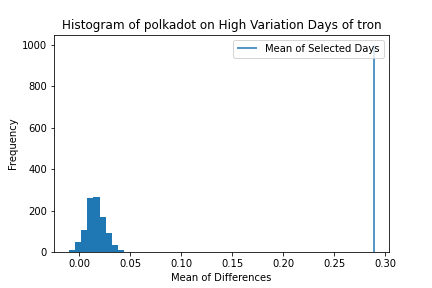 Histogram of polkadot on High Variation Days of tron
Mean of Selected Days
1000
800
600
400
200
0
Frequency
0.00 0.05 0.10 0.15 0.20 0.25 0.30
Mean of Differences